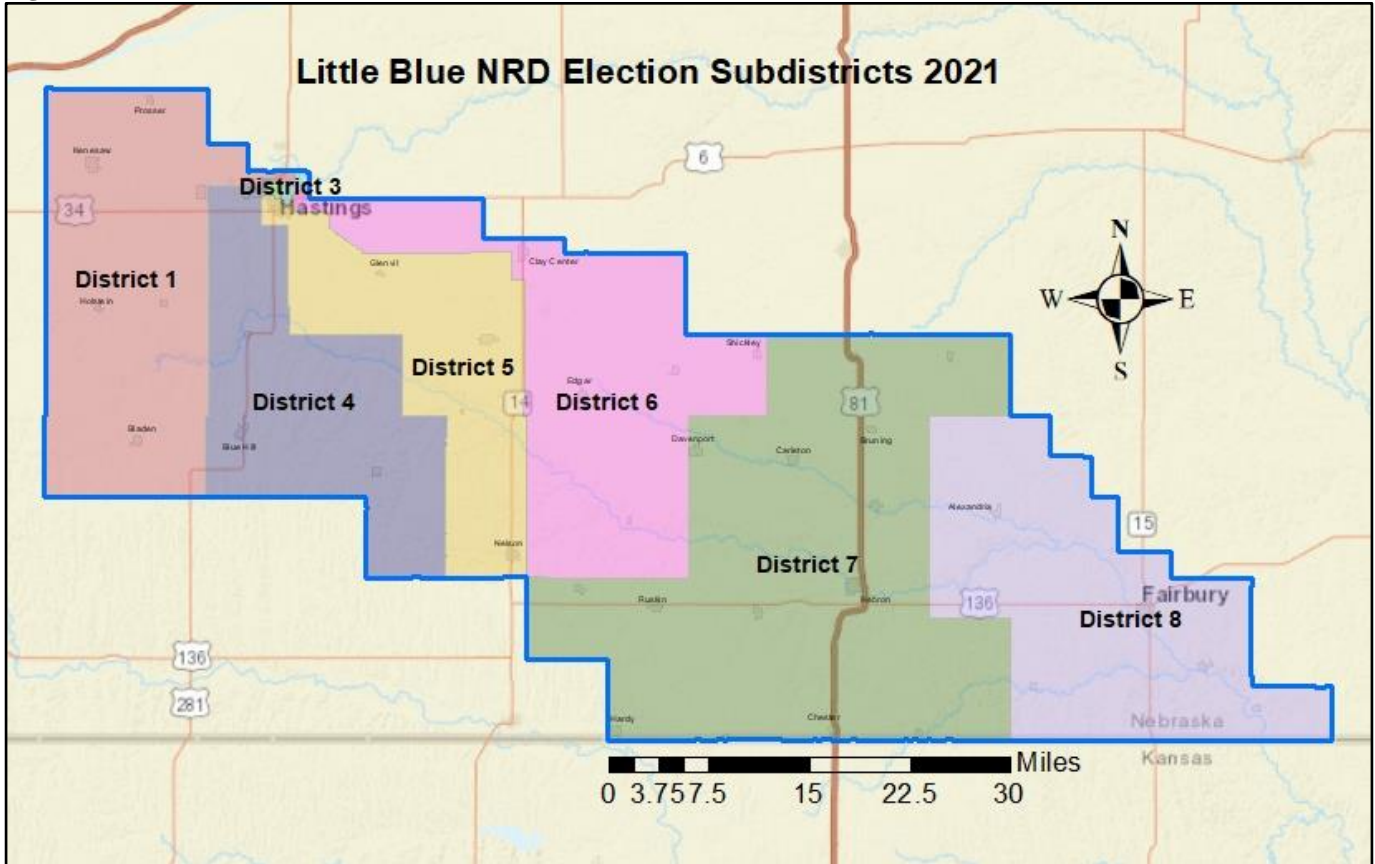 Little Blue NRD Election Subdistricts 2021
Prosser
Kenesaw
6
District 3
Hastings
34
N
W
E
S
Glenvil
Clay Center
District 1
Holstein
Shickley
District 5
Edgar
14
District 4
District 6
81
Bladen
Blue Hill
Davenport
Carleton
Bruning
Alexandria
15
Nelson
District 7
Fairbury
Ruskin
Hebron
136
District 8
136
281
Hardy
Chester
Nebraska
Kansas
Miles
0 3.75 7.5 15 22.5 30